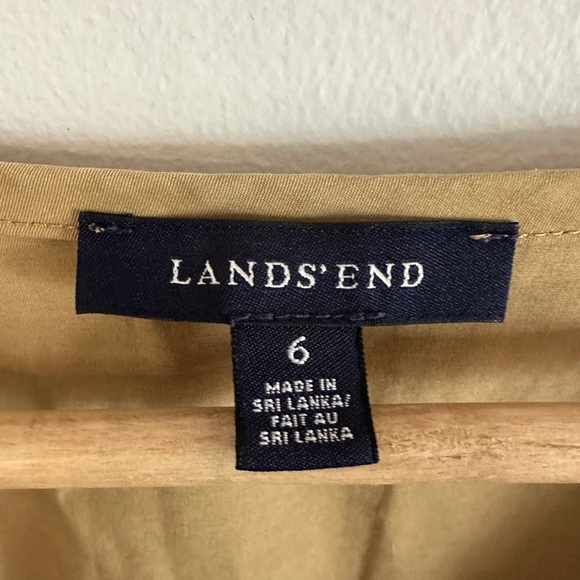 LANDS' END
6
MADE IN
SRI LANKA/
FAIT AU
SRI LANKA